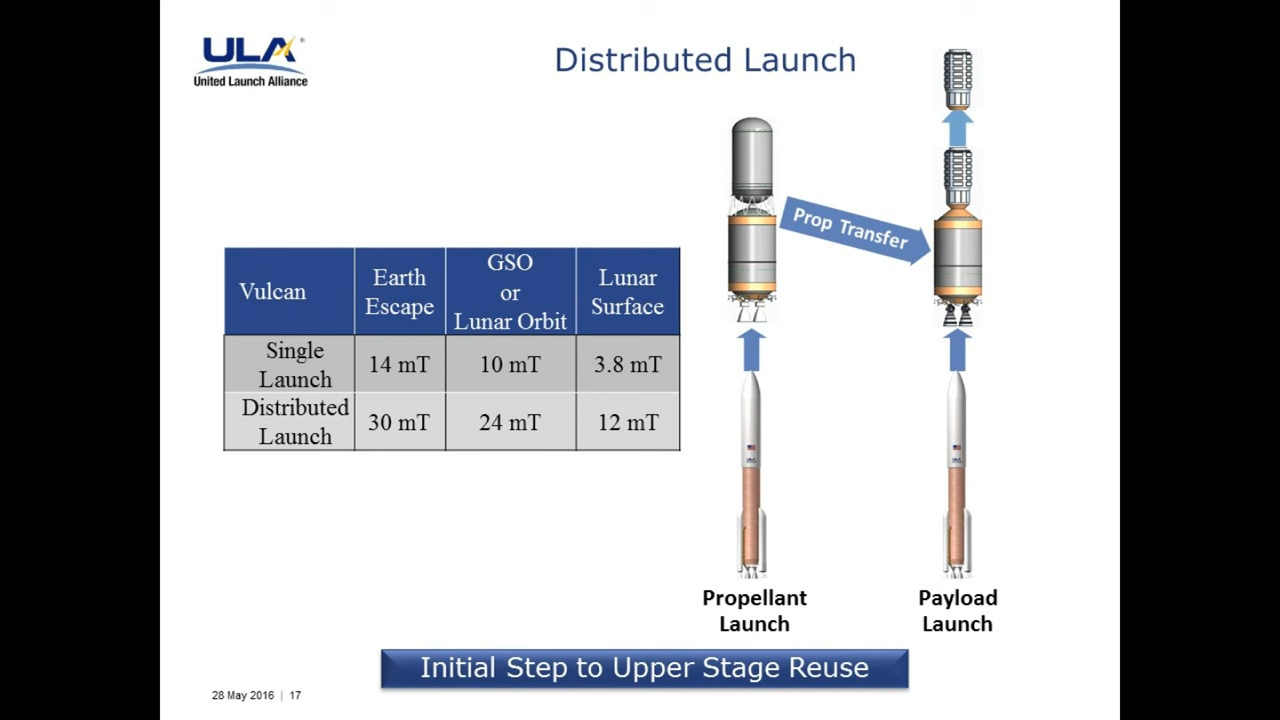 ULA
United Launch Alliance
Distributed Launch
Prop Transfer
Vulcan
Earth
Escape
GSO
or
Lunar Orbit
Lunar
Surface
Single
Launch
14 mT
10 mT
3.8 mT
Distributed
Launch
30 mT
24 mT
12 mT
ULA
ULA
Propellant
Launch
Payload
Launch
Initial Step to Upper Stage Reuse
28 May 2016 | 17